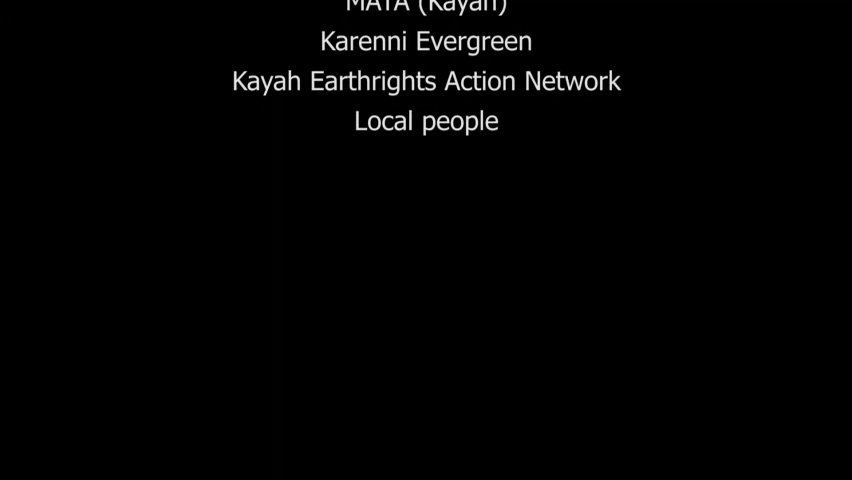 MATA (Kayah)
Karenni Evergreen
Kayah Earthrights Action Network
Local people